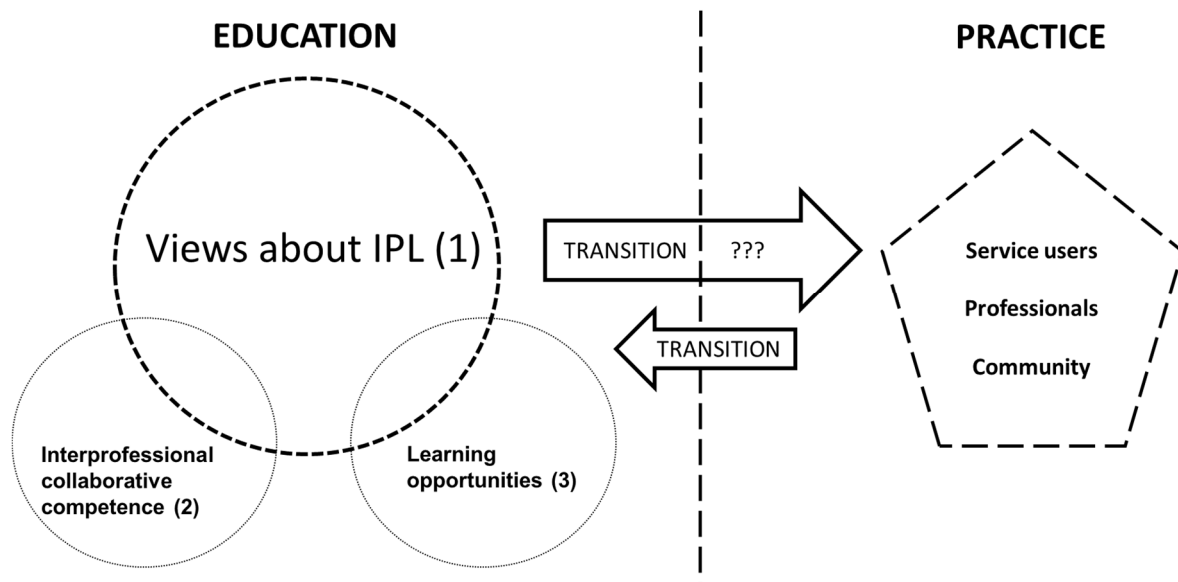 EDUCATION
PRACTICE
Views about IPL (1)
TRANSITION ???
TRANSITION
Service users
Professionals
Community
Interprofessional
collaborative
competence (2)
Learning
opportunities (3)